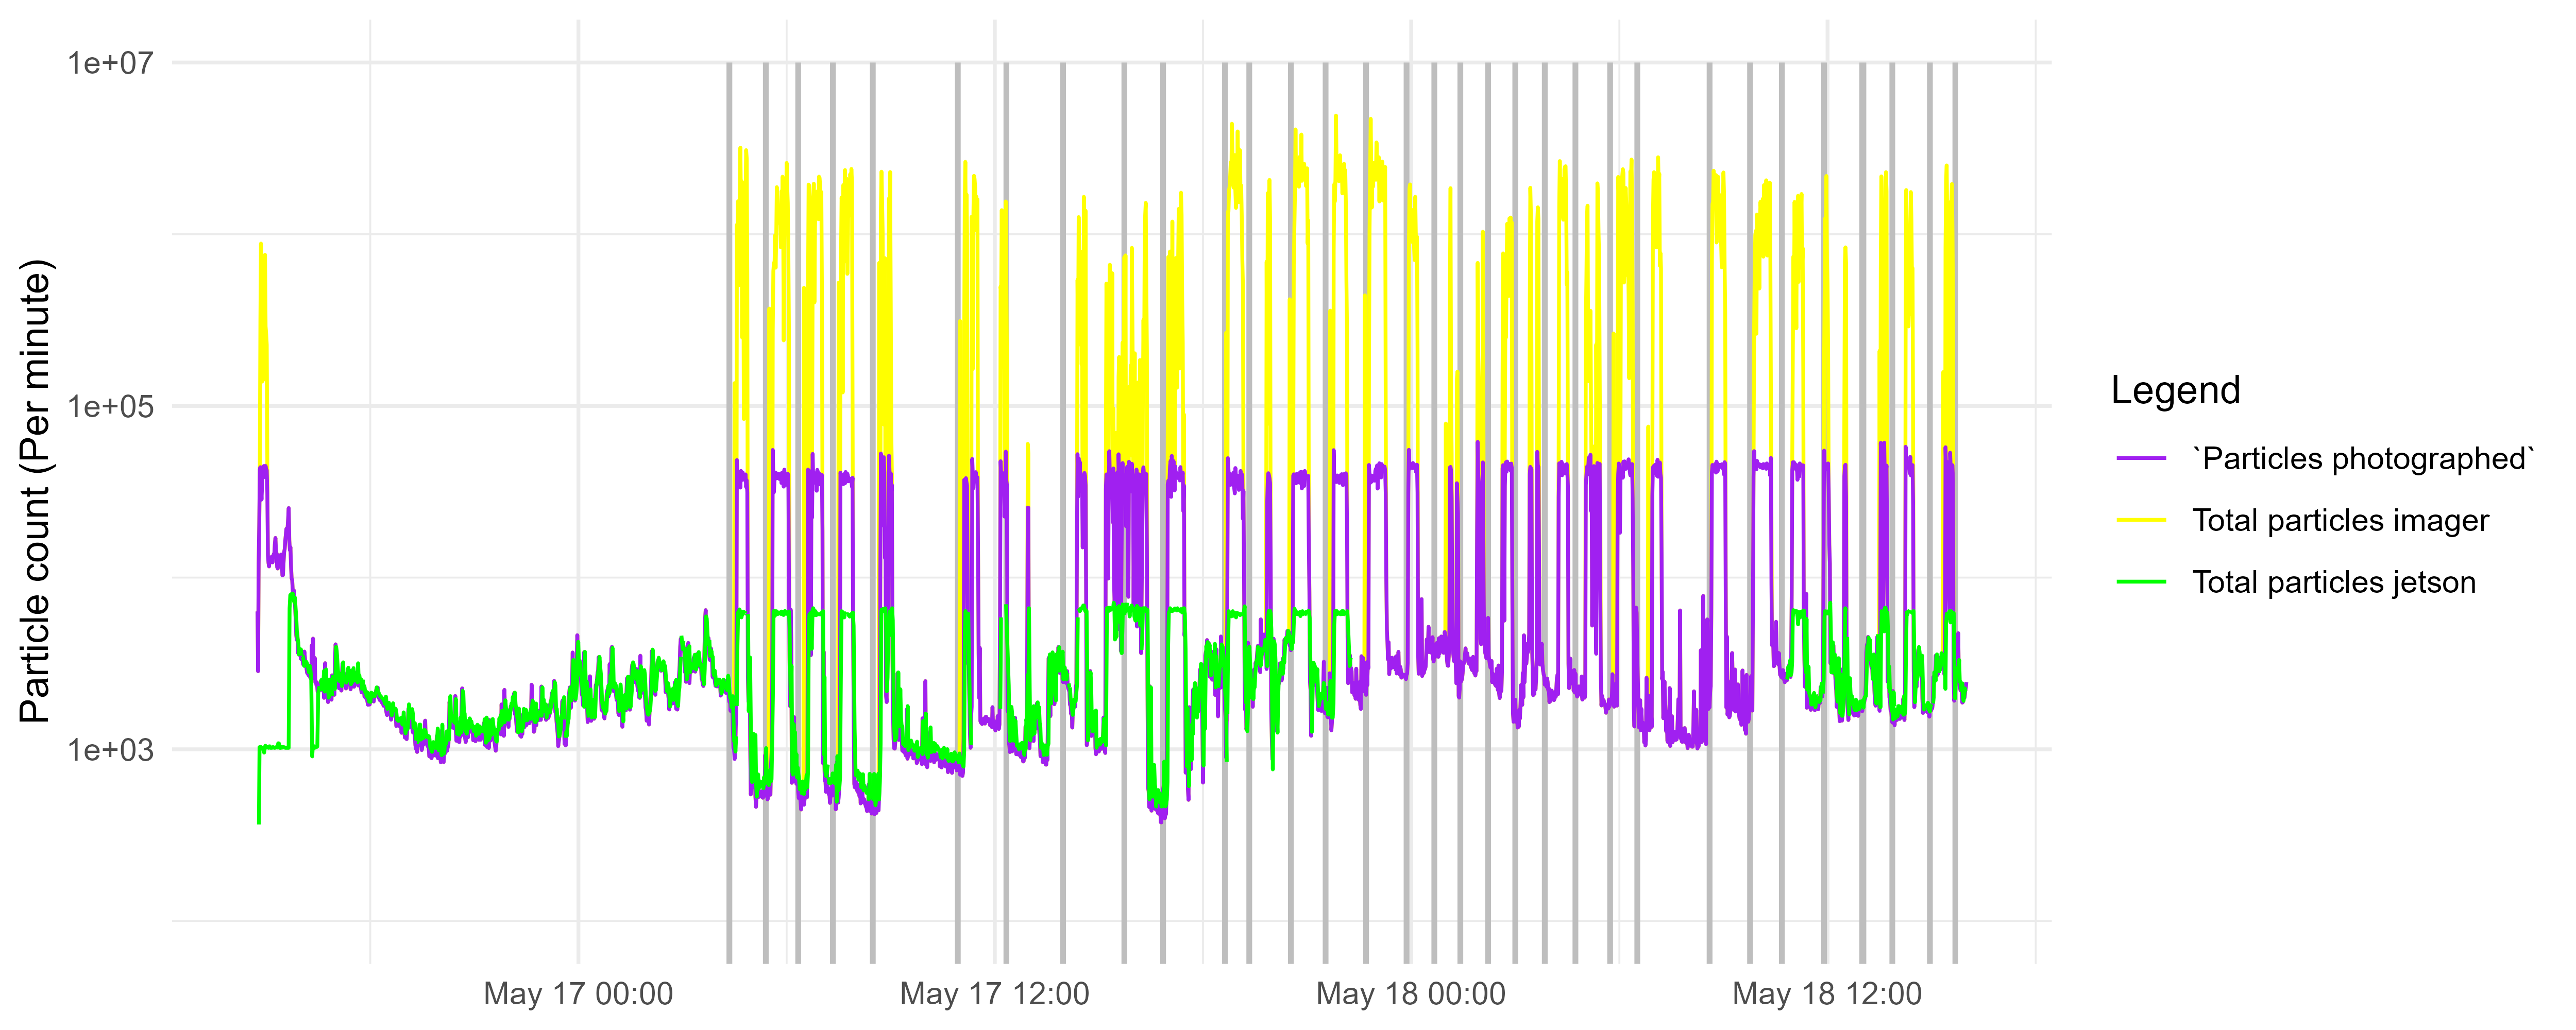 Particle count (Per minute)
1e+07
1e+05
1e+03
May 17 00:00
May 17 12:00
May 18 00:00
May 18 12:00
Legend
`Particles photographed`
Total particles imager
Total particles jetson